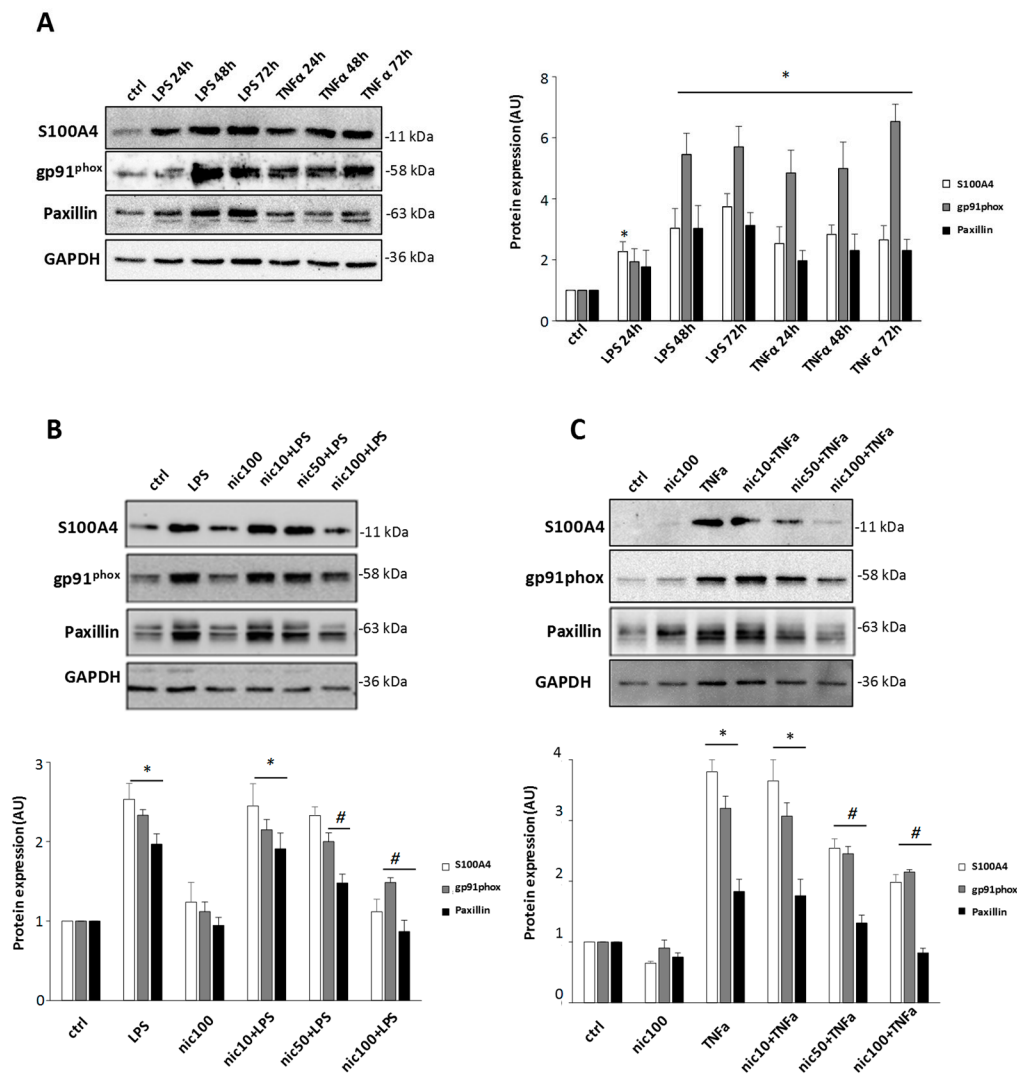 A
ctrl
LPS 24h
LPS 48h
LPS 72h
TNFα 24h
TNFα 48h
TNFα 72h
S100A4
-11 kDa
gp91phox
-58 kDa
Paxillin
-63 kDa
GAPDH
-36 kDa
Protein expression (AU)
8
6
4
2
0
*
*
ctrl
LPS 24h
LPS 48h
LPS 72h
TNFα 24h
TNFα 48h
TNFα 72h
S100A4
gp91phox
Paxillin
B
ctrl
LPS
nic100
nic10+LPS
nic50+LPS
nic100+LPS
S100A4
-11 kDa
gp91phox
-58 kDa
Paxillin
-63 kDa
GAPDH
-36 kDa
Protein expression (AU)
3
2
1
0
*
*
#
#
ctrl
LPS
nic100
nic10+LPS
nic50+LPS
nic100+LPS
S100A4
gp91phox
Paxillin
C
ctrl
nic100
TNFa
nic10+TNFa
nic50+TNFa
nic100+TNFa
S100A4
-11 kDa
gp91phox
-58 kDa
Paxillin
-63 kDa
GAPDH
-36 kDa
Protein expression (AU)
4
3
2
1
0
*
*
#
#
ctrl
nic100
TNFa
nic10+TNFa
nic50+TNFa
nic100+TNFa
S100A4
gp91phox
Paxillin